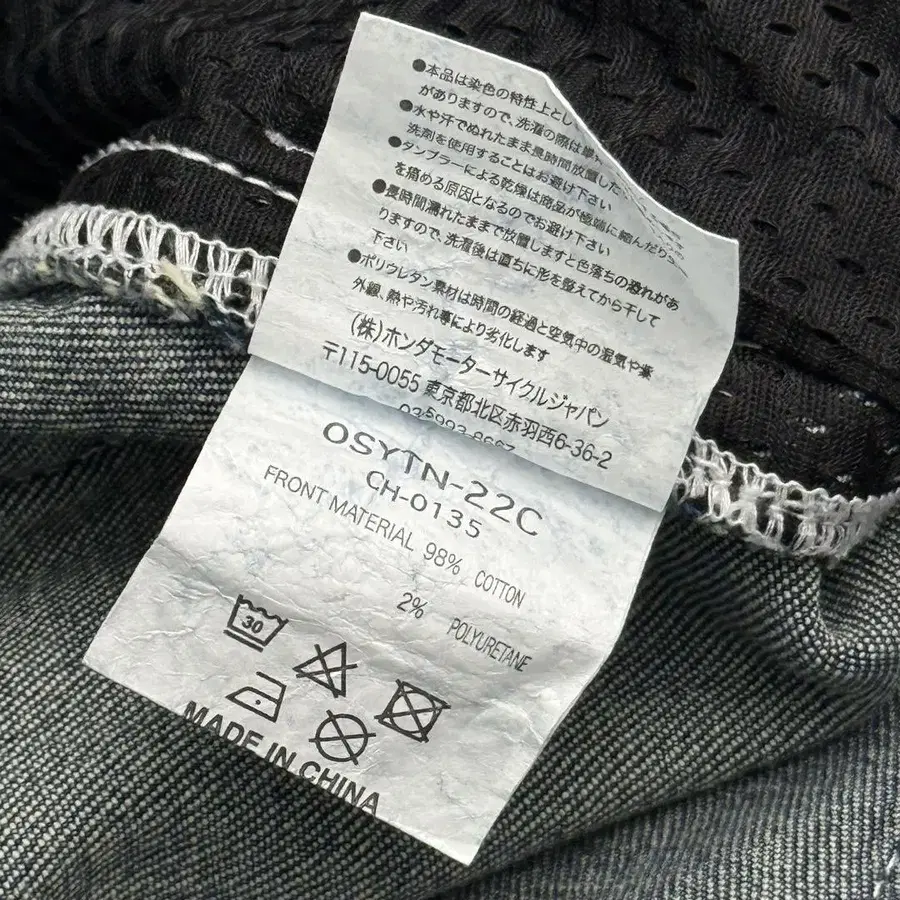 ●本品は染色の特性上とし
がありますので、洗濯の際は単
●水や汗でぬれたまま長時間放置した
洗剤を使用することはお避け下さい
●タンブラーによる乾燥は商品が極端に縮んだり
を痛める原因となるのでお避け下さい
●長時間濡れたままで放置しますと色落ちの恐れがあ
りますので、洗濯後は直ちに形を整えてから干して
下さい
●ポリウレタン素材は時間の経過と空気中の湿気や紫
外線、熱や汚れ等により劣化します
(株)ホンダモーターサイクルジャパン
〒115-0055 東京都北区赤羽西6-36-2
OSYTN-22C
CH-0135
FRONT MATERIAL 98% COTTON
2% POLYURETANE
30
MADE IN CHINA